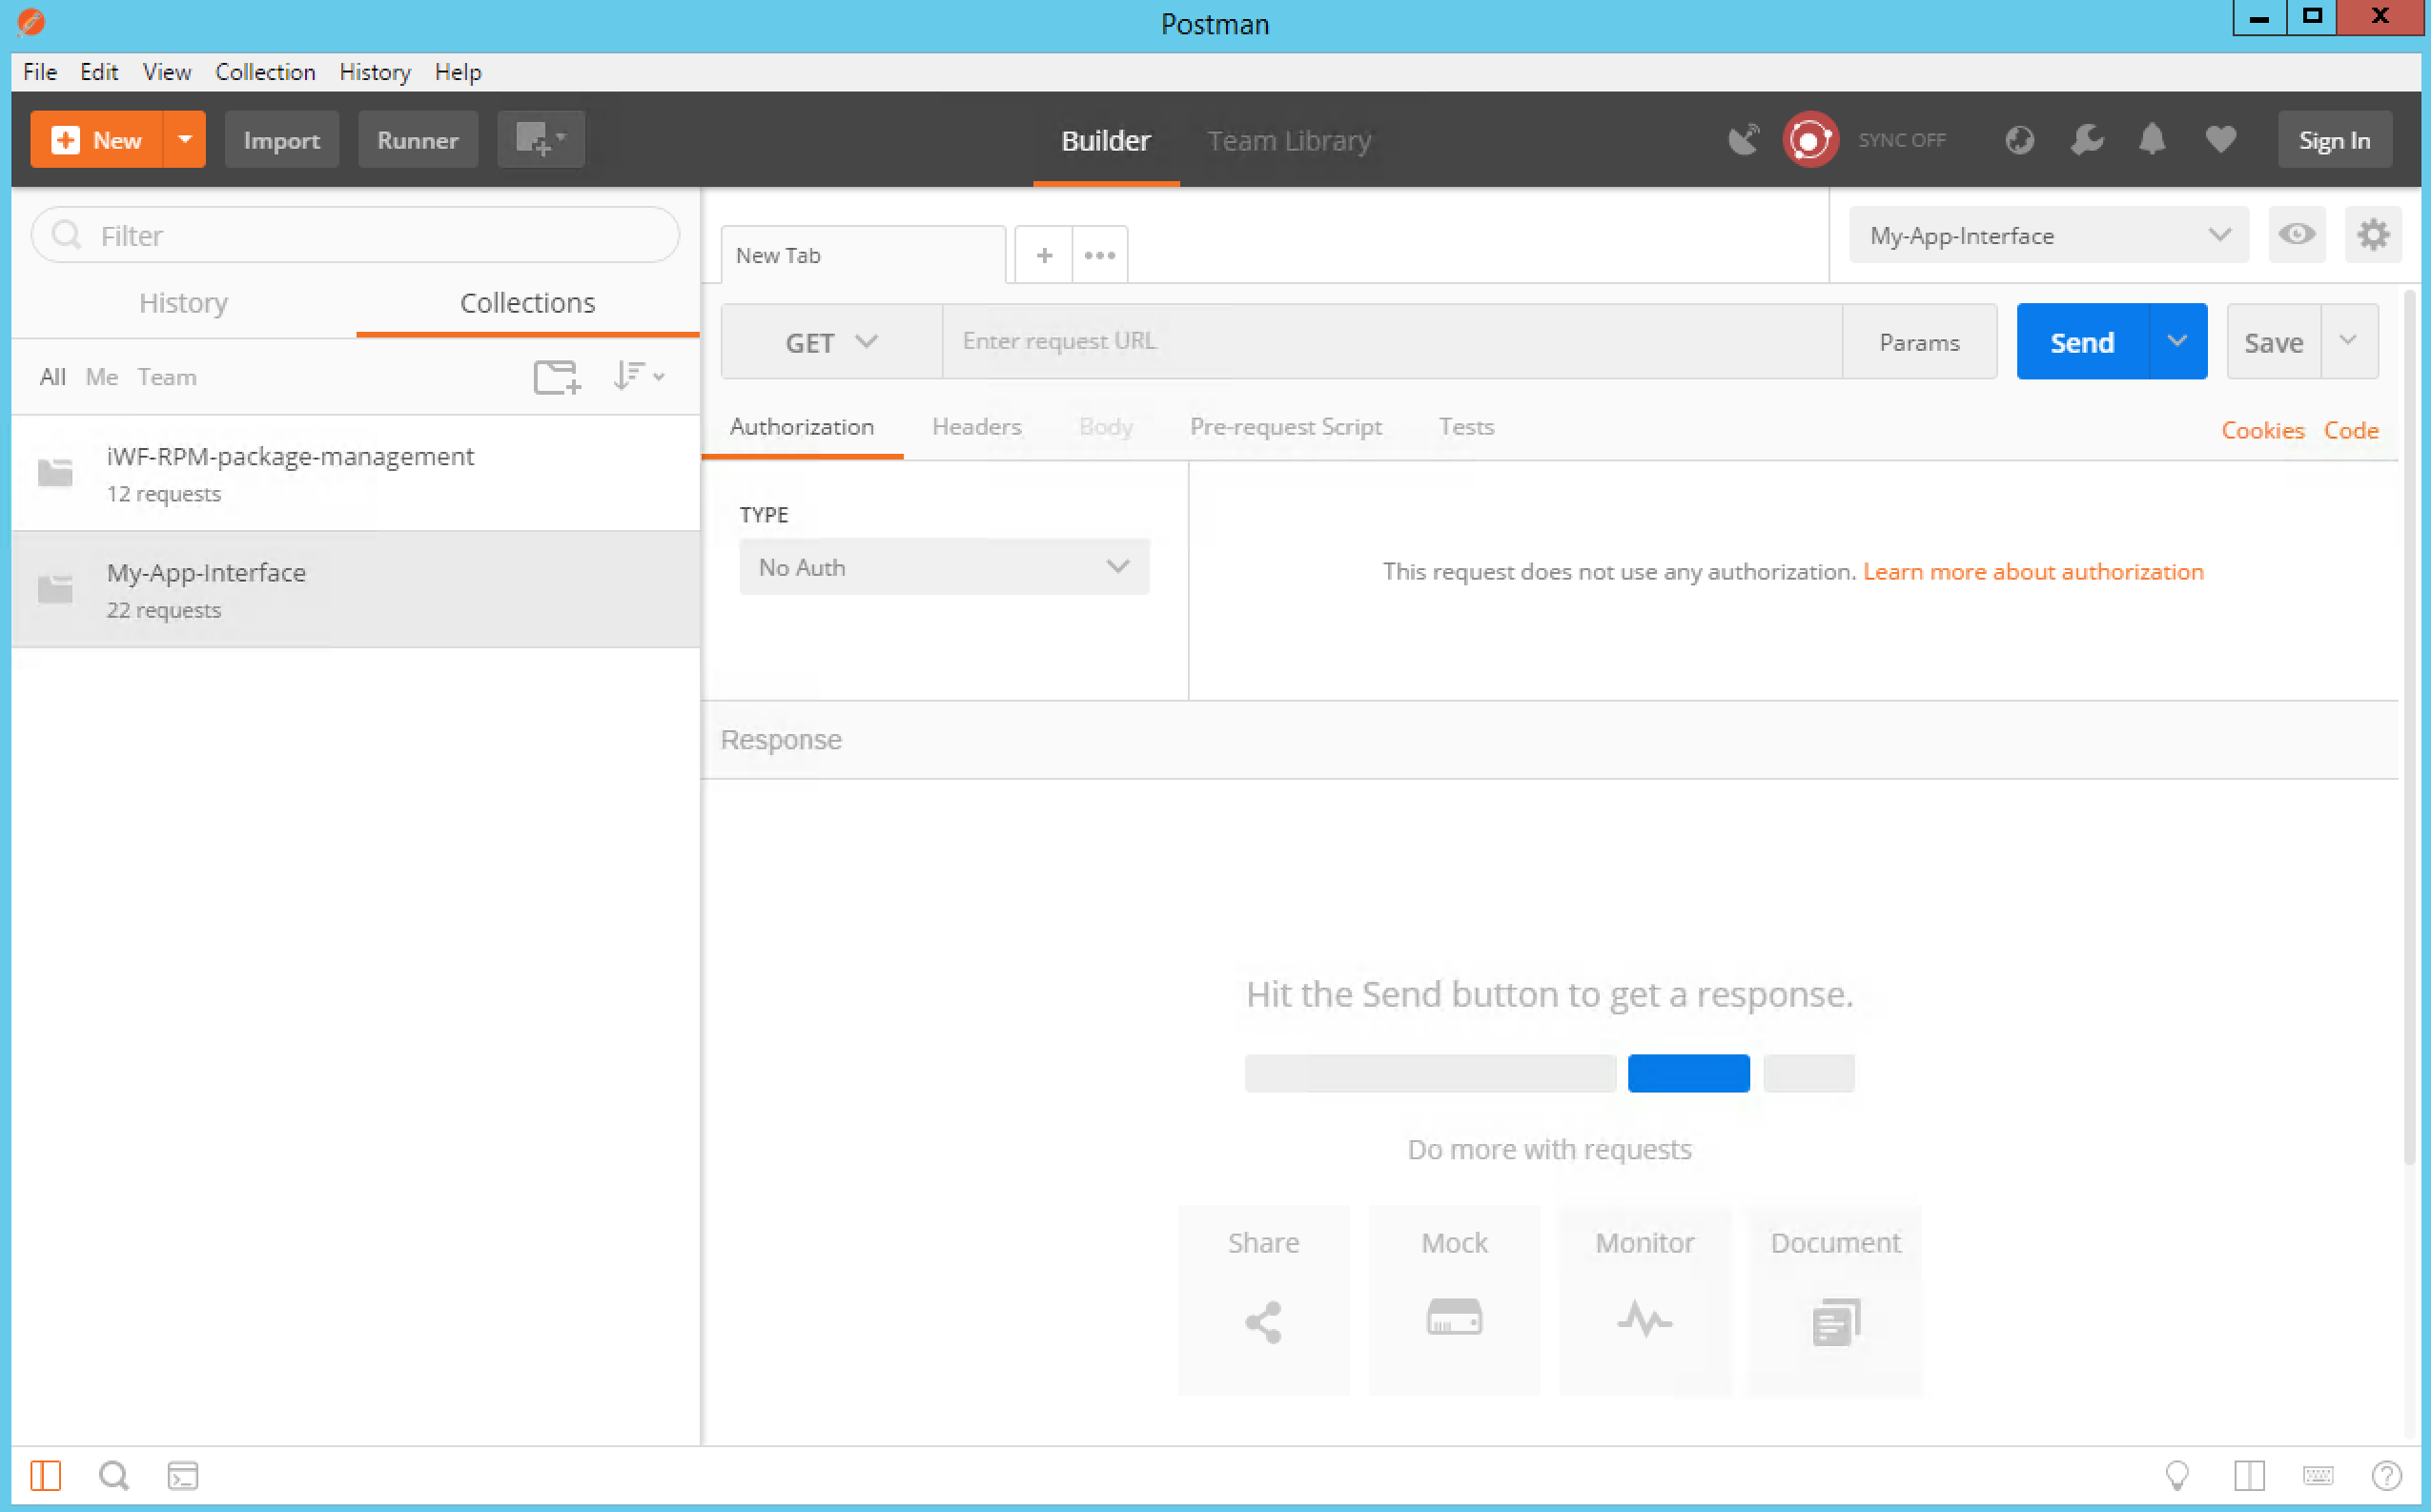 Postman
X
File Edit View Collection History Help
New Import Runner Builder Team Library SYNC OFF Sign In
Filter
History Collections
All Me Team
iWF-RPM-package-management
12 requests
My-App-Interface
22 requests
New Tab + ••• My-App-Interface
GET Enter request URL Params Send Save
Authorization Headers Body Pre-request Script Tests Cookies Code
TYPE
No Auth
This request does not use any authorization. Learn more about authorization
Response
Hit the Send button to get a response.
Do more with requests
Share Mock Monitor Document